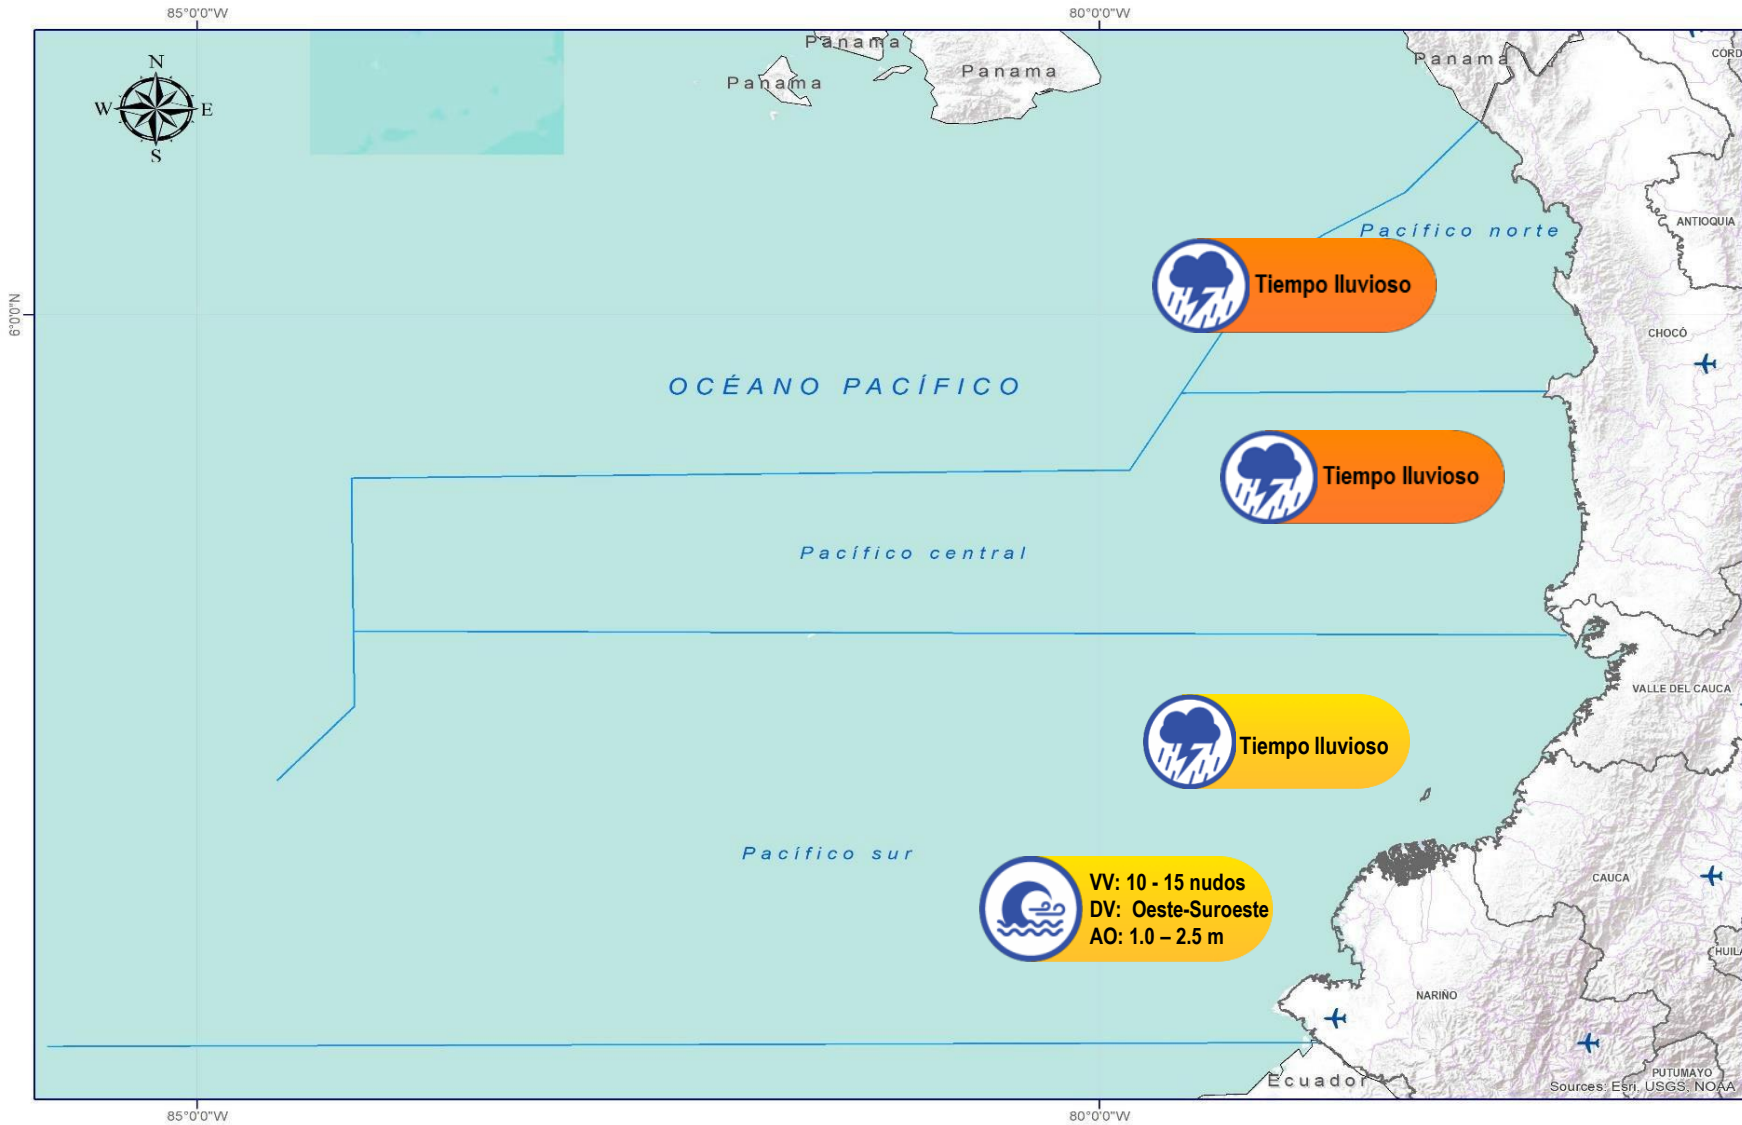 85°0'0"W
80°0'0"W
Panama
Panama
Panama
Panamá
N
W
E
S
ANTIOQUIA
Pacífico norte
Tiempo lluvioso
6°0'0"N
CHOCÓ
OCÉANO PACÍFICO
Tiempo lluvioso
Pacífico central
VALLE DEL CAUCA
Tiempo lluvioso
Pacífico sur
VV: 10 - 15 nudos
DV: Oeste-Suroeste
AO: 1.0 – 2.5 m
CAUCA
NARIÑO
PUTUMAYO
Ecuador
Sources: Esri, USGS, NOAA
85°0'0"W
80°0'0"W